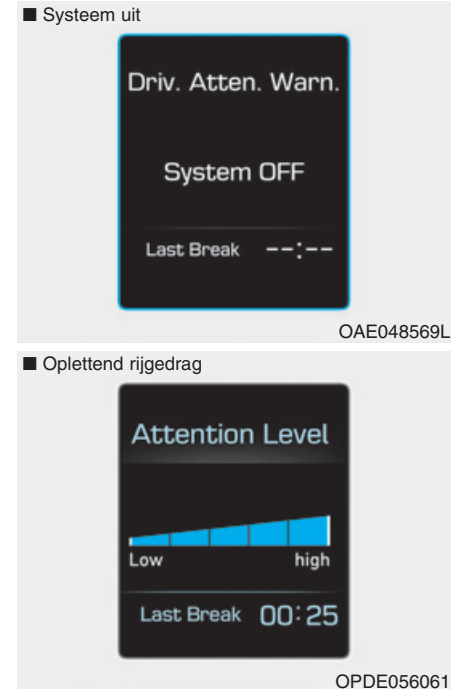 ■ Systeem uit
Driv. Atten. Warn.
System OFF
Last Break --:--
OAE048569L
■ Oplettend rijgedrag
Attention Level
Low high
Last Break 00:25
OPDE056061